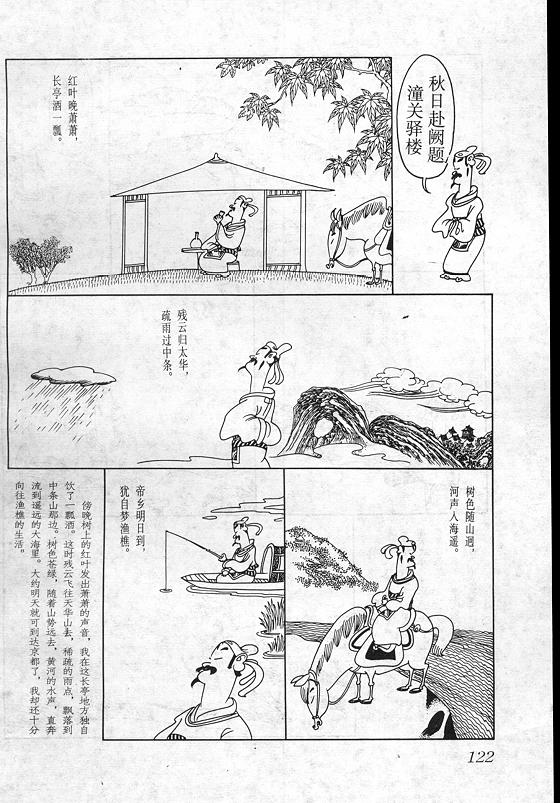 秋日赴阙题
潼关驿楼
红叶晚萧萧，
长亭酒一瓢。
残云归太华，
疏雨过中条。
树色随山迥，
河声入海遥。
帝乡明日到，
犹自梦渔樵。
傍晚树上的红叶发出萧萧的声音，我在这长亭地方独自
饮了一瓢酒。这时残云飞往太华山去，稀疏的雨点，飘落到
中条山那边。树色苍绿，随着山势远去，黄河的水声，直奔
流到遥远的大海里。大约明天就可到达京都了，我却还十分
向往渔樵的生活。
122